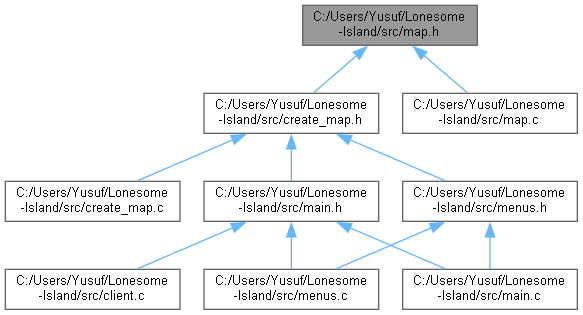 C:/Users/Yusuf/Lonesome
-Island/src/map.h
C:/Users/Yusuf/Lonesome
-Island/src/create_map.h
C:/Users/Yusuf/Lonesome
-Island/src/map.c
C:/Users/Yusuf/Lonesome
-Island/src/create_map.c
C:/Users/Yusuf/Lonesome
-Island/src/main.h
C:/Users/Yusuf/Lonesome
-Island/src/menus.h
C:/Users/Yusuf/Lonesome
-Island/src/client.c
C:/Users/Yusuf/Lonesome
-Island/src/menus.c
C:/Users/Yusuf/Lonesome
-Island/src/main.c